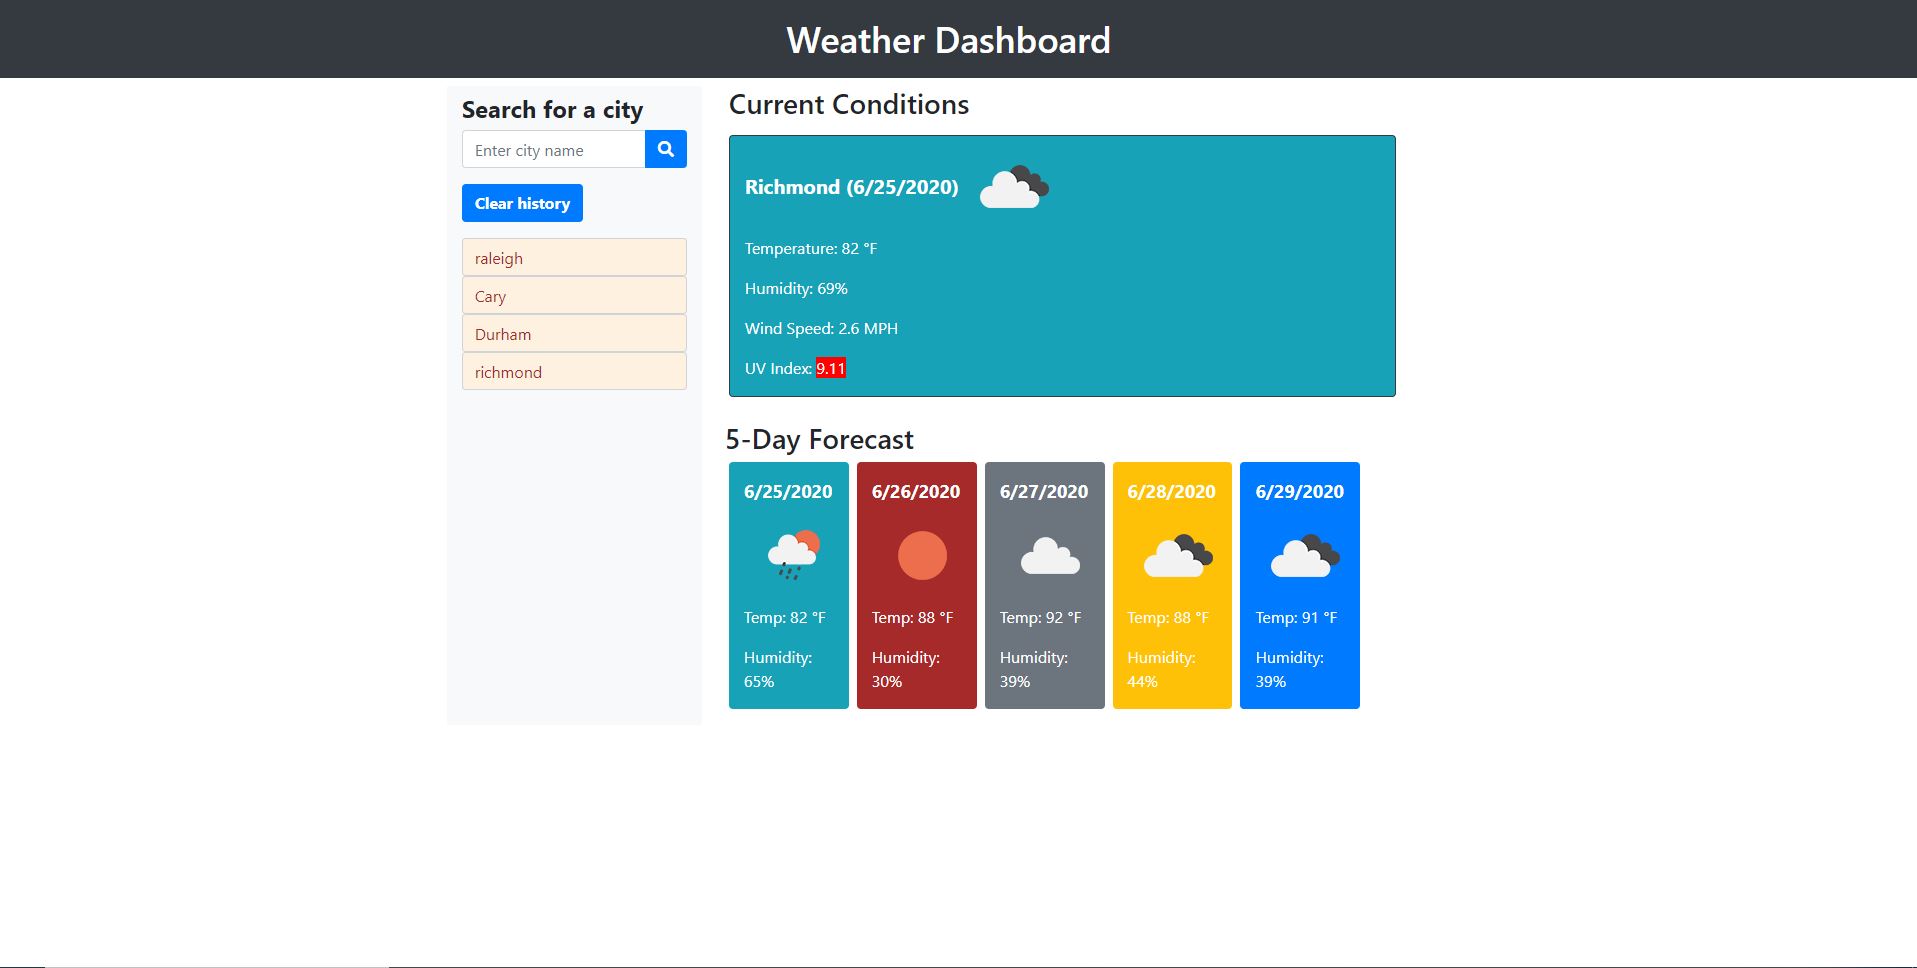 Weather Dashboard
Search for a city
Enter city name
Clear history
raleigh
Cary
Durham
richmond
Current Conditions
Richmond (6/25/2020)
Temperature: 82 °F
Humidity: 69%
Wind Speed: 2.6 MPH
UV Index: 9.11
5-Day Forecast
6/25/2020
Temp: 82 °F
Humidity:
65%
6/26/2020
Temp: 88 °F
Humidity:
30%
6/27/2020
Temp: 92 °F
Humidity:
39%
6/28/2020
Temp: 88 °F
Humidity:
44%
6/29/2020
Temp: 91 °F
Humidity:
39%